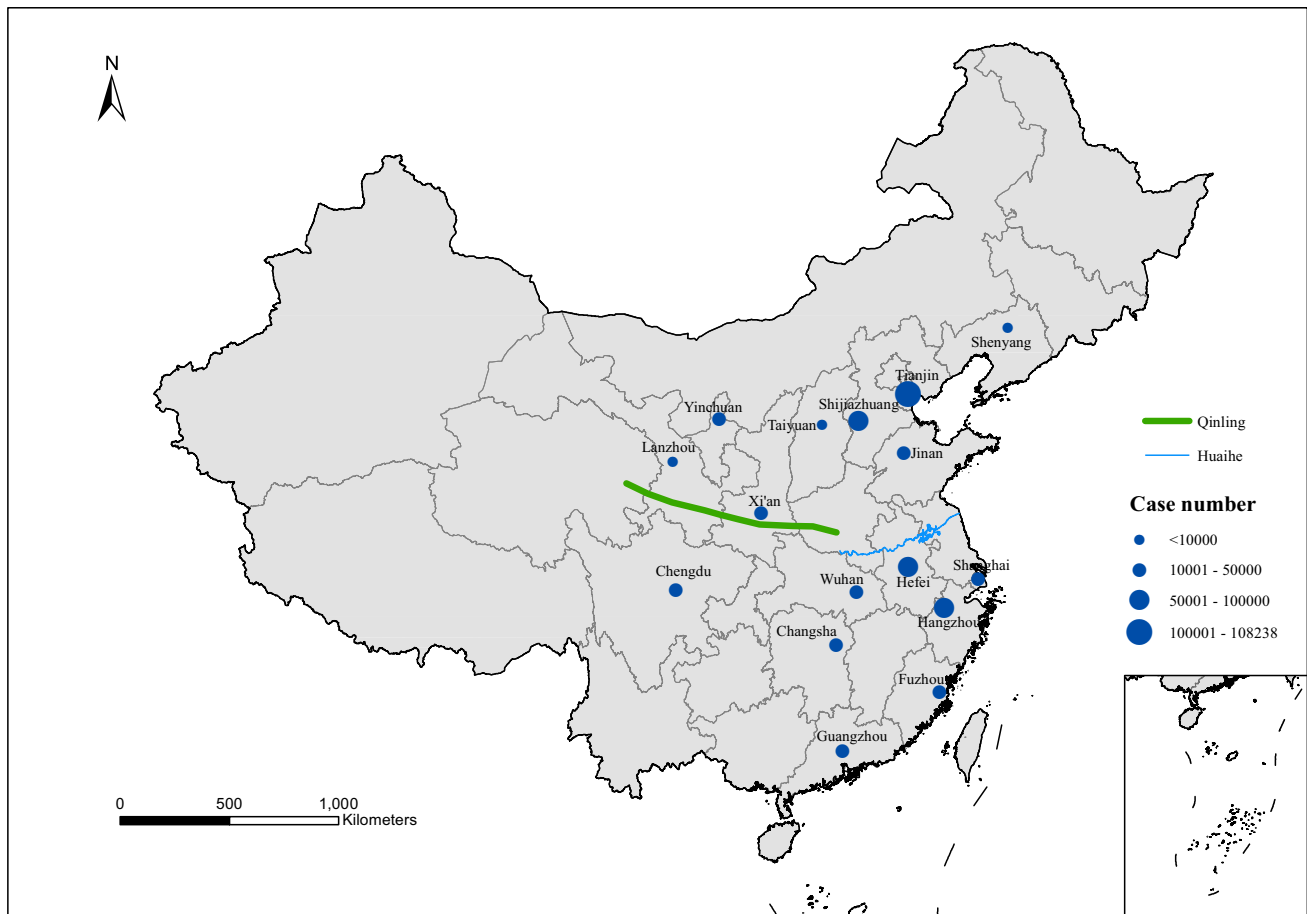 N
Shenyang
Tianjin
Yinchuan
Shijiazhuang
Taiyuan
Lanzhou
Jinan
Xi'an
Chengdu
Wuhan
Hefei
Shanghai
Hangzhou
Changsha
Fuzhou
Guangzhou
Qinling
Huaihe
Case number
<10000
10001 - 50000
50001 - 100000
100001 - 108238
0 500 1,000
Kilometers